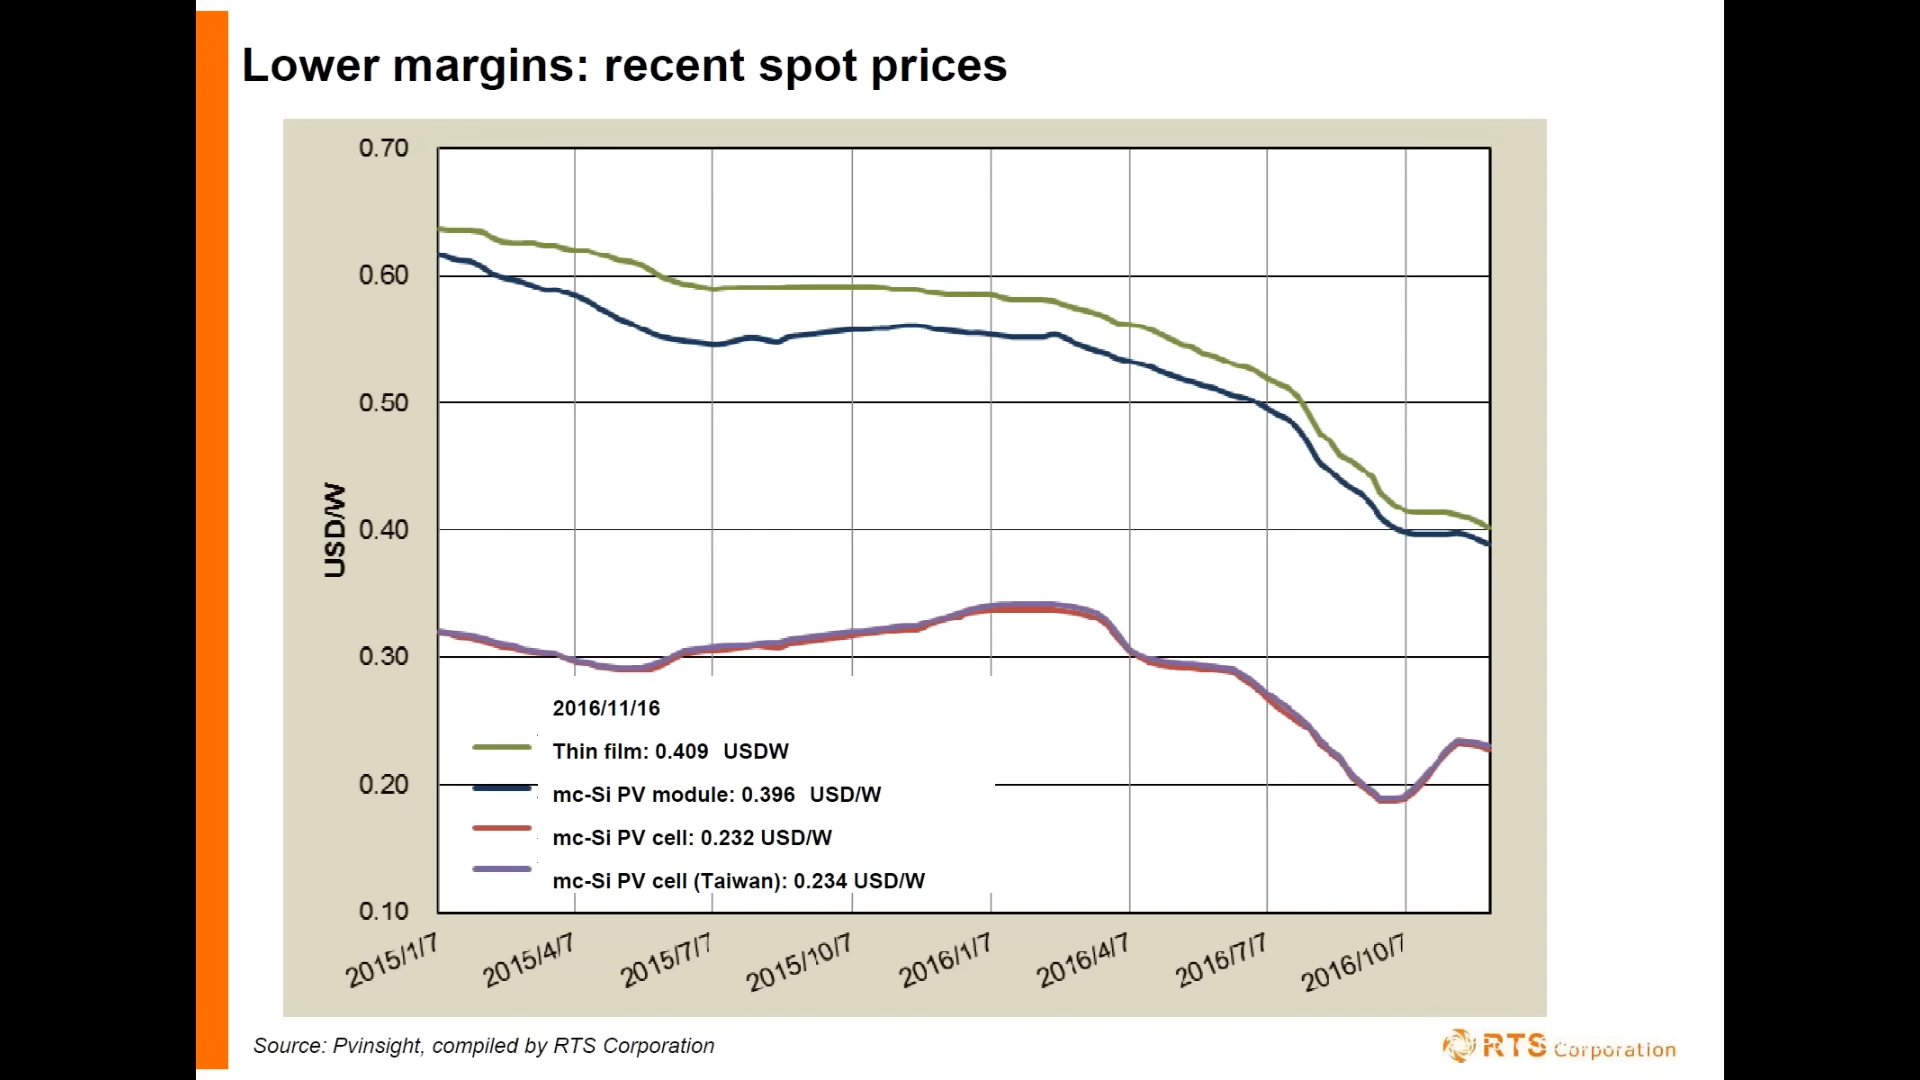 Lower margins: recent spot prices
0.70
0.60
0.50
0.40
0.30
0.20
0.10
USD/W
2016/11/16
Thin film: 0.409 USDW
mc-Si PV module: 0.396 USD/W
mc-Si PV cell: 0.232 USD/W
mc-Si PV cell (Taiwan): 0.234 USD/W
2015/1/7
2015/4/7
2015/7/7
2015/10/7
2016/1/7
2016/4/7
2016/7/7
2016/10/7
Source: Pvinsight, compiled by RTS Corporation
RTS Corporation